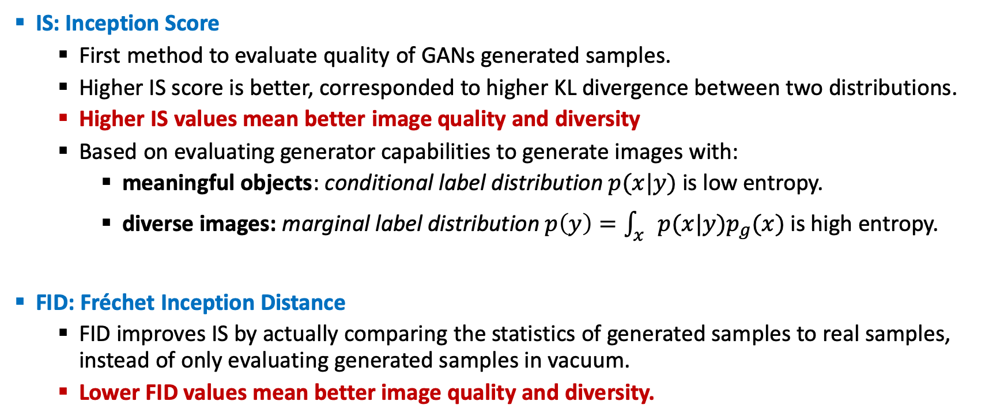 ▪ IS: Inception Score
▪ First method to evaluate quality of GANs generated samples.
▪ Higher IS score is better, corresponded to higher KL divergence between two distributions.
▪ Higher IS values mean better image quality and diversity
▪ Based on evaluating generator capabilities to generate images with:
▪ meaningful objects: conditional label distribution p(x|y) is low entropy.
▪ diverse images: marginal label distribution p(y) = ∫ₓ p(x|y)p_g(x) is high entropy.
▪ FID: Fréchet Inception Distance
▪ FID improves IS by actually comparing the statistics of generated samples to real samples,
instead of only evaluating generated samples in vacuum.
▪ Lower FID values mean better image quality and diversity.